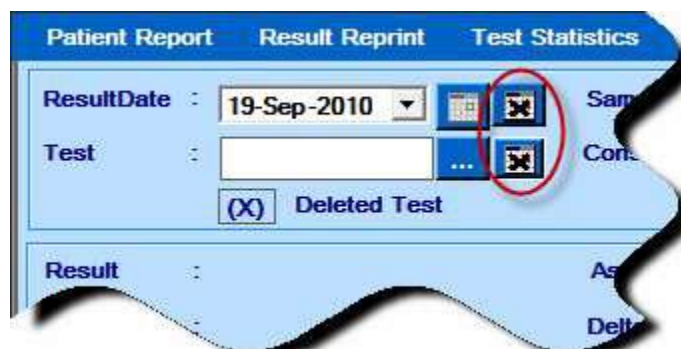 Patient Report Result Reprint Test Statistics
ResultDate : 19-Sep-2010
Test : ...
(X) Deleted Test
Result :
: